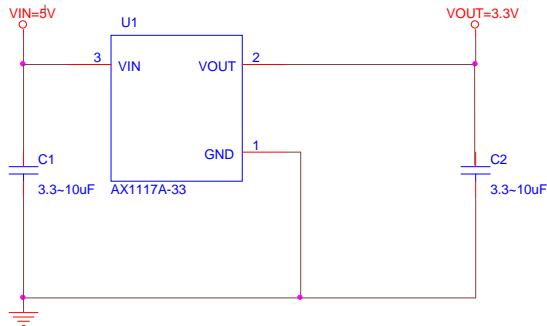 VIN=5V
VOUT=3.3V
U1
3
VIN
VOUT
2
1
GND
C1
C2
3.3~10uF
AX1117A-33
3.3~10uF